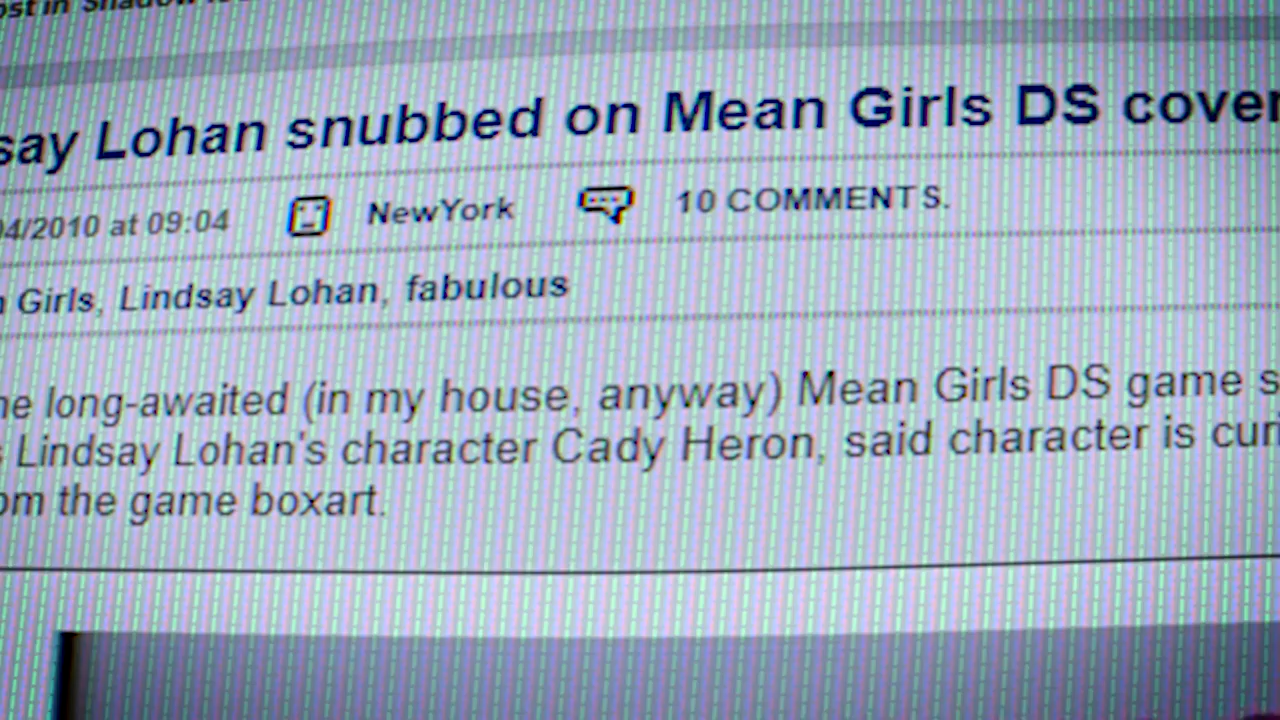 say Lohan snubbed on Mean Girls DS cover
04/2010 at 09:04 NewYork 10 COMMENTS.
Girls, Lindsay Lohan, fabulous
he long-awaited (in my house, anyway) Mean Girls DS game s
s Lindsay Lohan's character Cady Heron, said character is cur
om the game boxart.